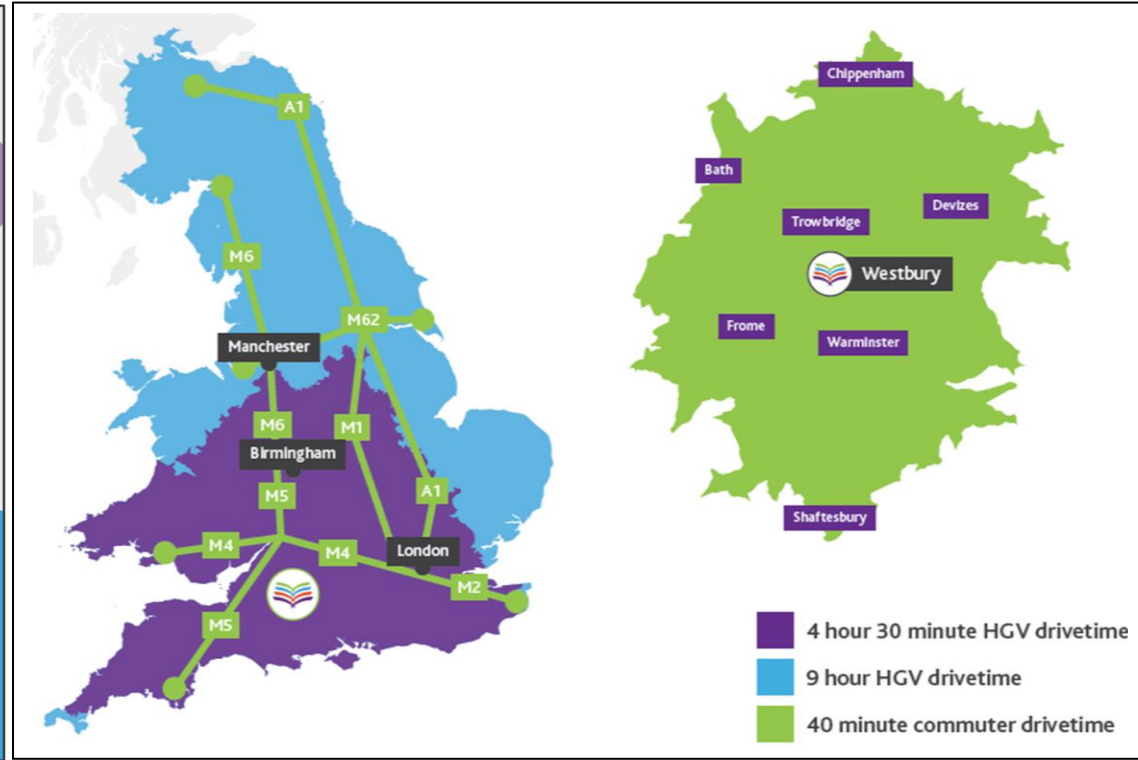 A1
M6
M62
Manchester
M6
M1
Birmingham
M5
A1
M4
M4
London
M2
M5
Chippenham
Bath
Devizes
Trowbridge
Westbury
Frome
Warminster
Shaftesbury
4 hour 30 minute HGV drivetime
9 hour HGV drivetime
40 minute commuter drivetime